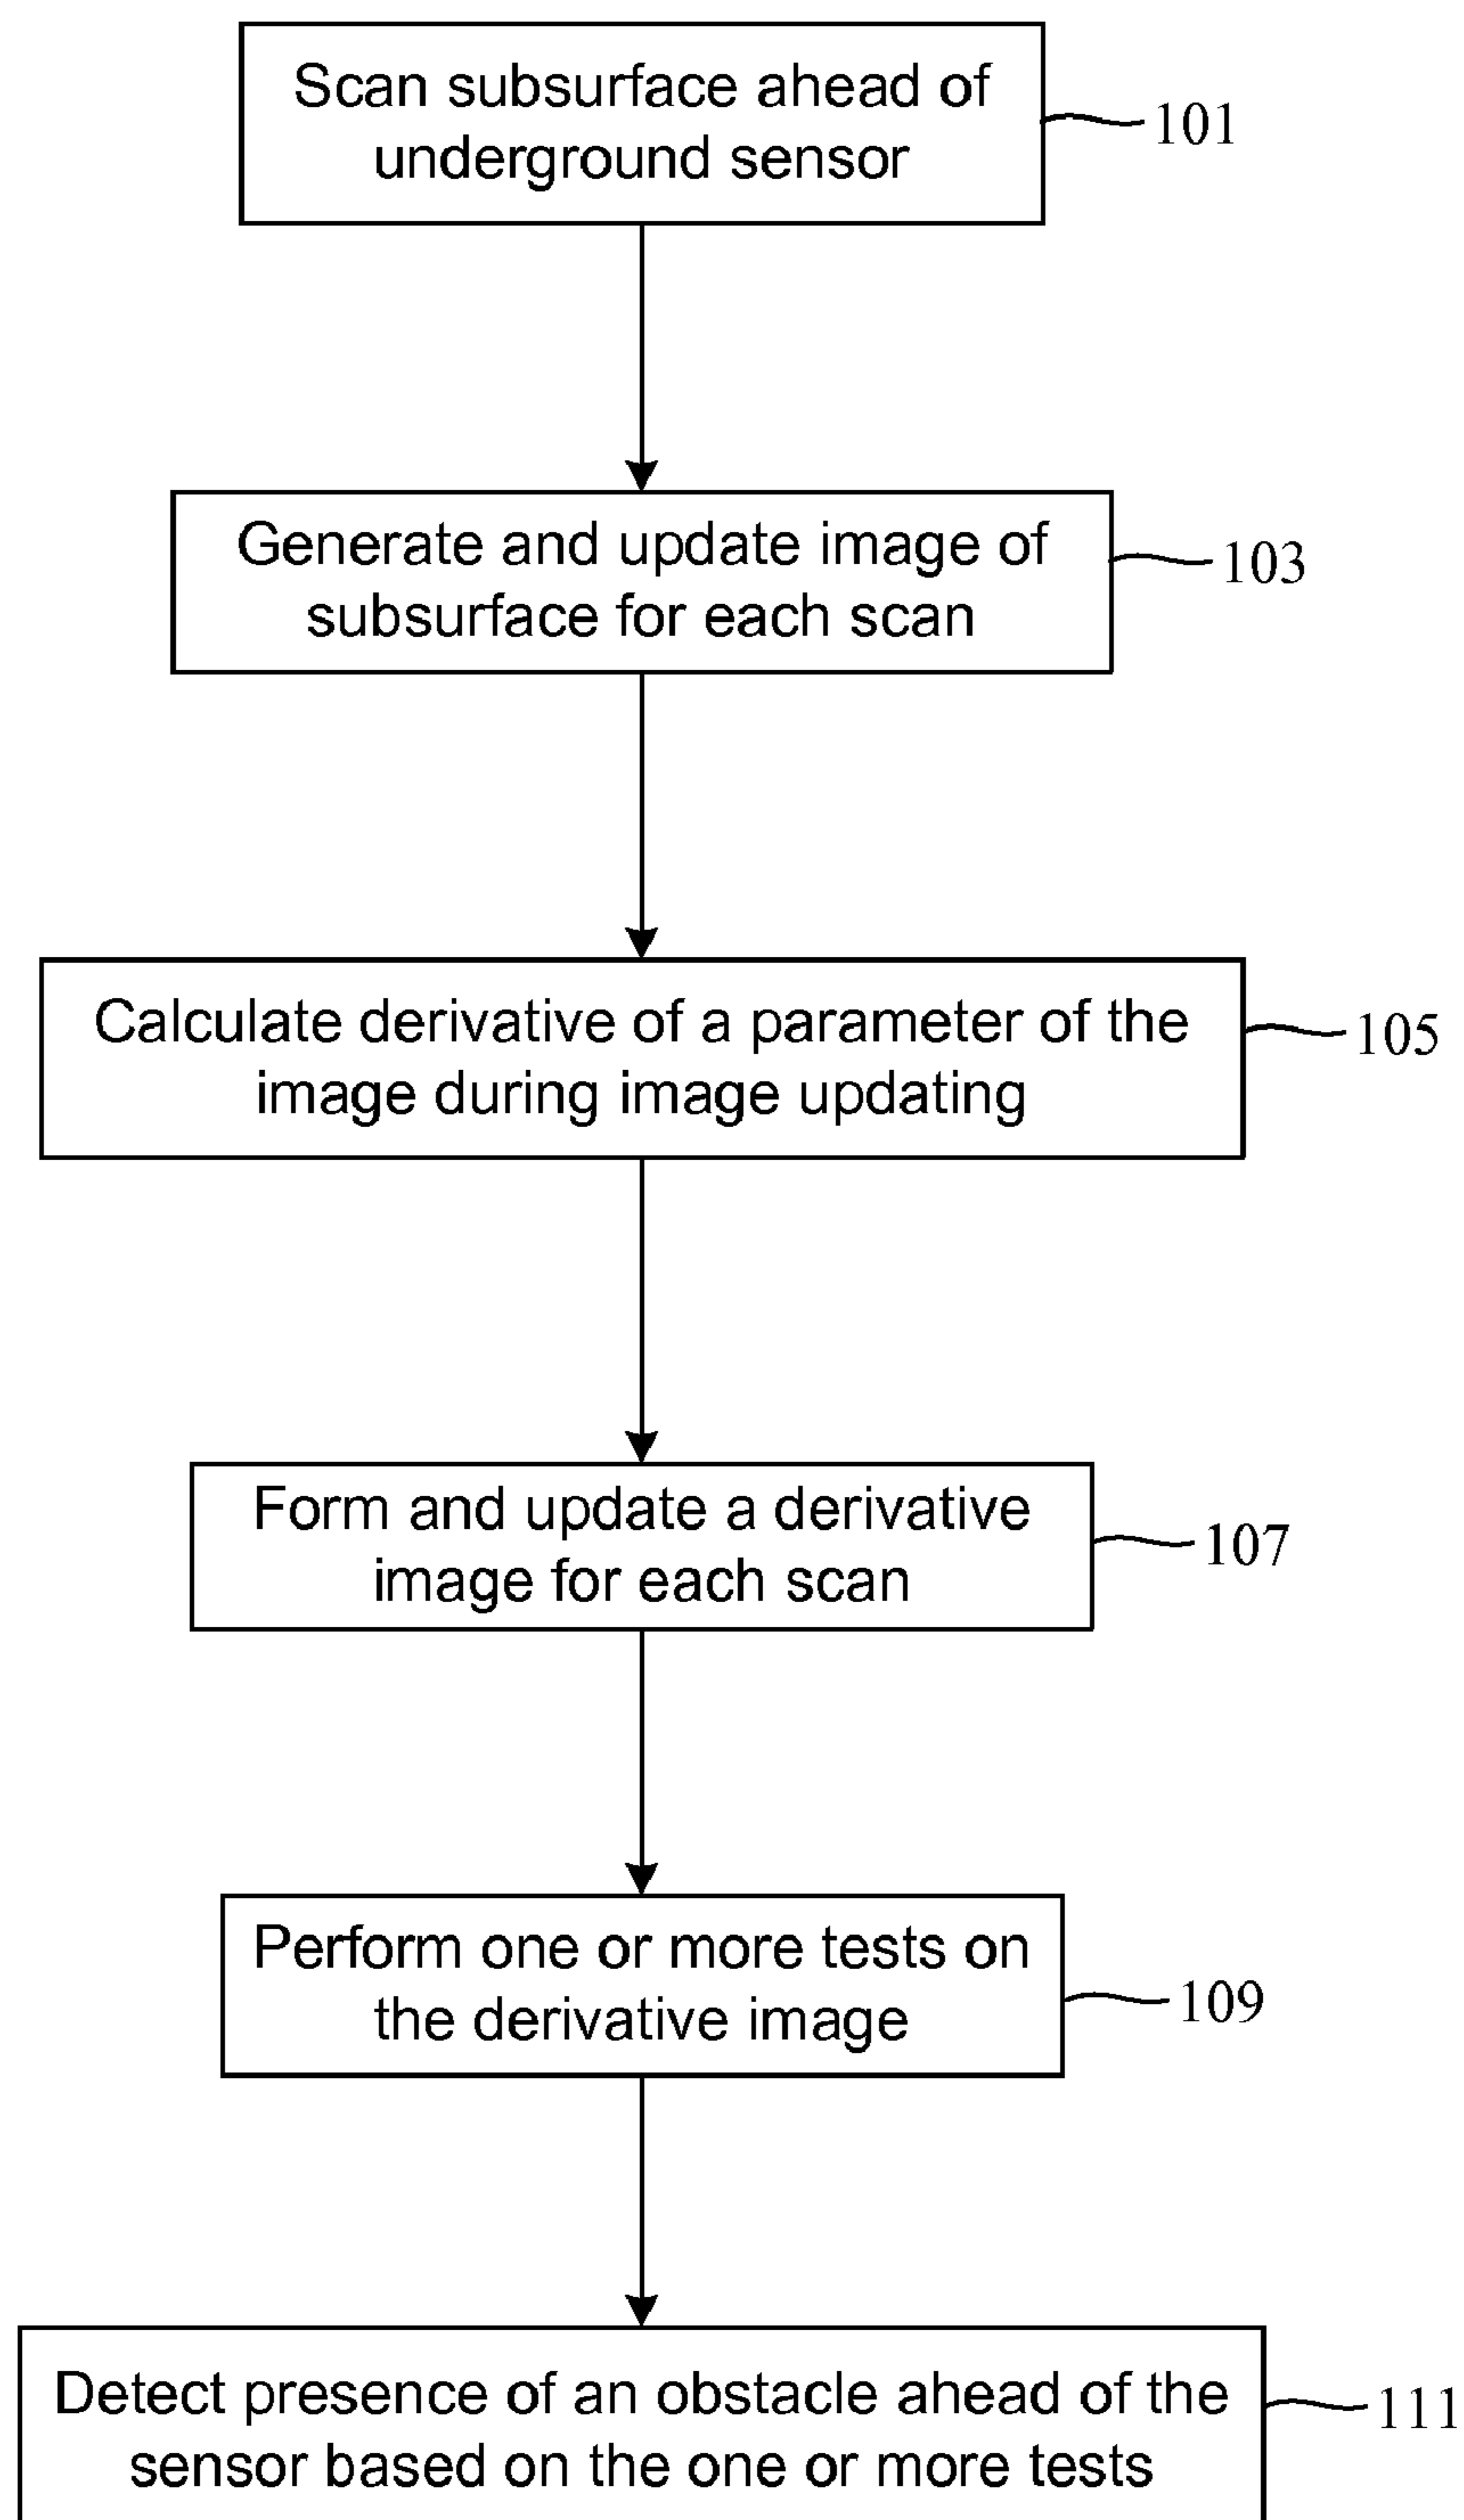 Scan subsurface ahead of
underground sensor
101
Generate and update image of
subsurface for each scan
103
Calculate derivative of a parameter of the
image during image updating
105
Form and update a derivative
image for each scan
107
Perform one or more tests on
the derivative image
109
Detect presence of an obstacle ahead of the
sensor based on the one or more tests
111